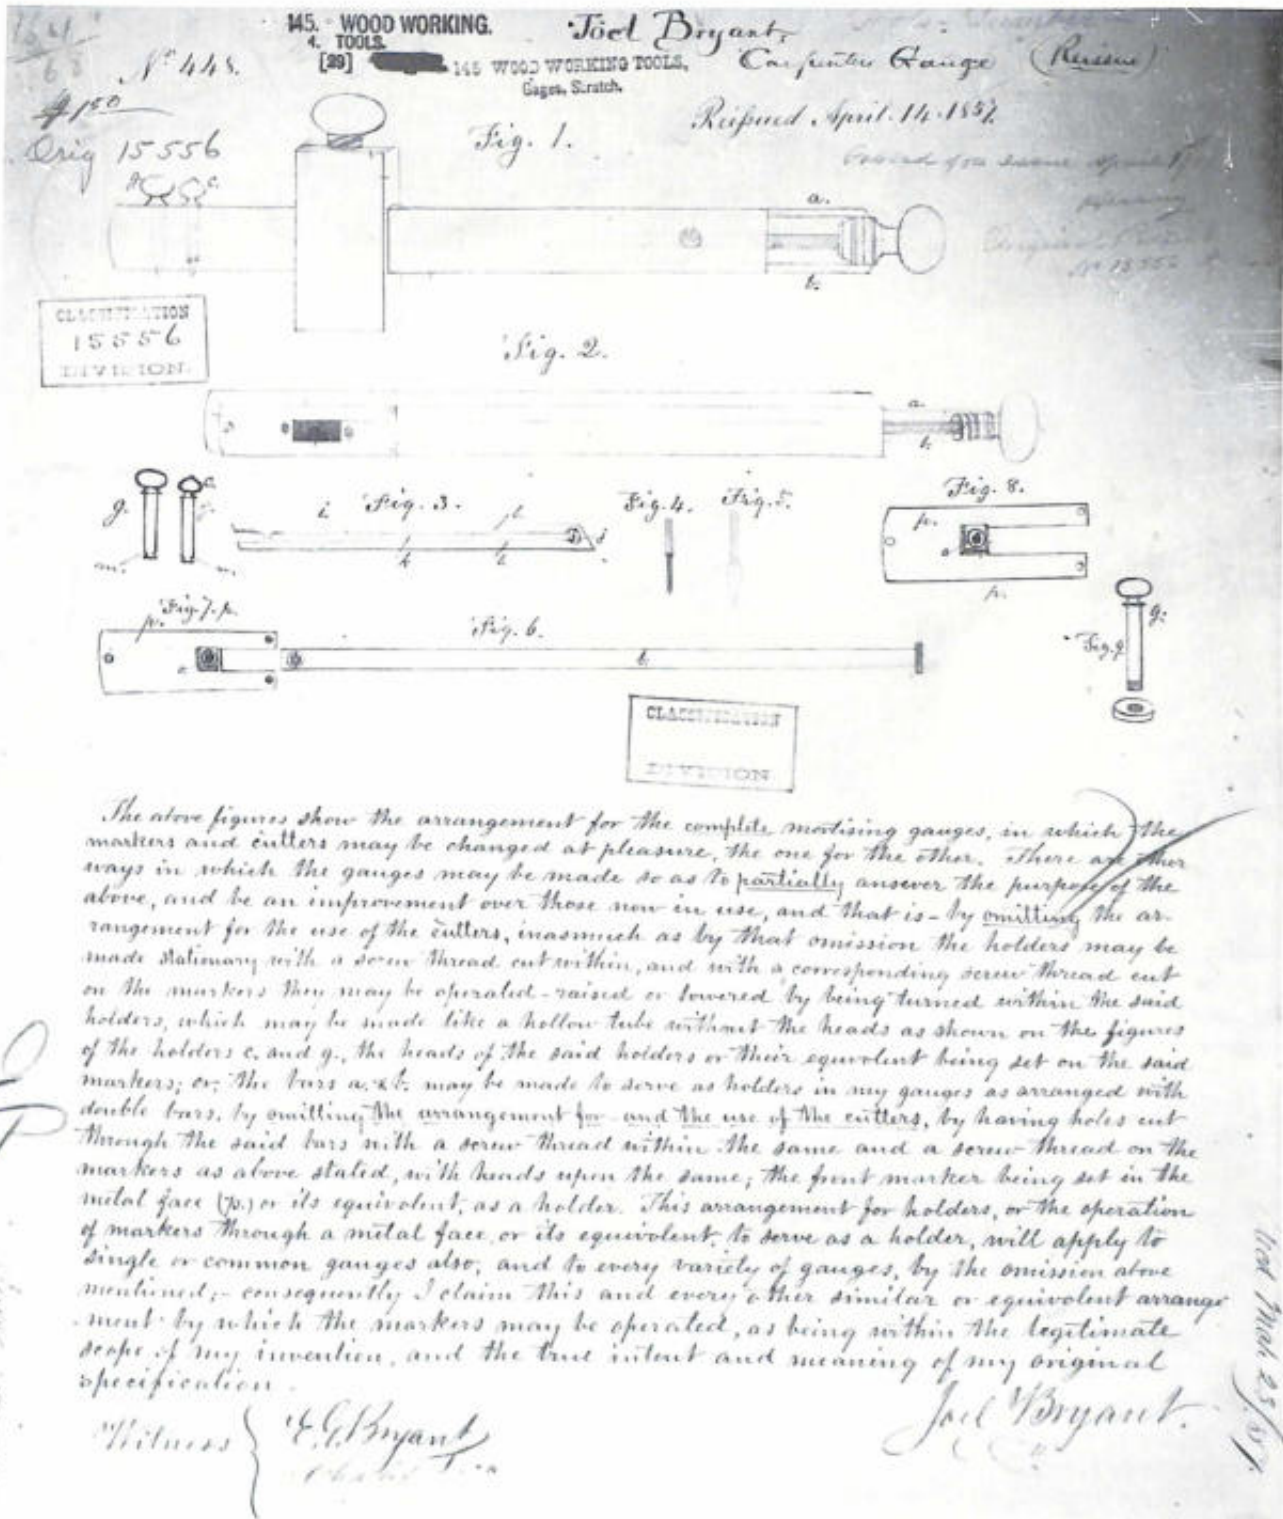 145. WOOD WORKING.
4. TOOLS.
[39]
145 WOOD WORKING TOOLS,
Gages, Scratch.
Joel Bryant,
Carpenter Gauge (Reissue)
No 448.
$1.50
Orig 15556
Reissued April. 14. 1857.
Original Patent
No 15556
Fig. 1.
c.
a.
b.
CLASSIFICATION
15556
DIVISION.
Fig. 2.
a.
b.
g.
c.
m.
Fig. 3.
i.
k
Fig. 4.
Fig. 5.
Fig. 8.
p.
p.
Fig. 7. p.
p.
Fig. 6.
b.
Fig. 9
g.
CLASSIFICATION
DIVISION
The above figures show the arrangement for the complete mortising gauges, in which the
markers and cutters may be changed at pleasure, the one for the other. There are other
ways in which the gauges may be made so as to partially answer the purpose of the
above, and be an improvement over those now in use, and that is - by omitting the ar-
rangement for the use of the cutters, inasmuch as by that omission the holders may be
made stationary with a screw thread cut within, and with a corresponding screw thread cut
on the markers they may be operated - raised or lowered by being turned within the said
holders, which may be made like a hollow tube without the heads as shown on the figures
of the holders c. and g., the heads of the said holders or their equivolent being set on the said
markers; or, the bars a. & b. may be made to serve as holders in my gauges as arranged with
double bars, by omitting the arrangement for - and the use of the cutters, by having holes cut
through the said bars with a screw thread within the same and a screw thread on the
markers as above stated, with heads upon the same; the front marker being set in the
metal face (p.) or its equivolent, as a holder. This arrangement for holders, or the operation
of markers through a metal face, or its equivalent, to serve as a holder, will apply to
single or common gauges also, and to every variety of gauges, by the omission above
mentioned; - consequently I claim this and every other similar or equivolent arrange
-ment by which the markers may be operated, as being within the legitimate
scope of my invention, and the true intent and meaning of my original
specification.
Witness
E. G. Bryant
Joel Bryant.